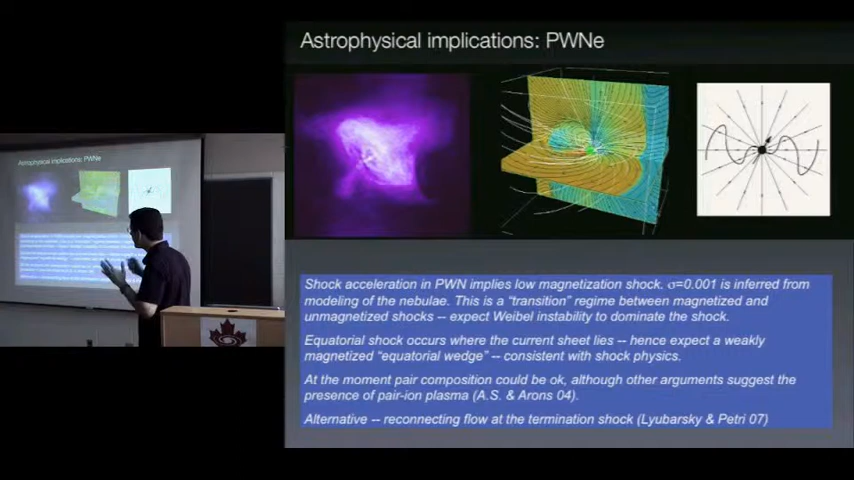 Astrophysical implications: PWNe
Shock acceleration in PWN implies low magnetization shock. σ=0.001 is inferred from
modeling of the nebulae. This is a “transition” regime between magnetized and
unmagnetized shocks -- expect Weibel instability to dominate the shock.
Equatorial shock occurs where the current sheet lies -- hence expect a weakly
magnetized “equatorial wedge” -- consistent with shock physics.
At the moment pair composition could be ok, although other arguments suggest the
presence of pair-ion plasma (A.S. & Arons 04).
Alternative -- reconnecting flow at the termination shock (Lyubarsky & Petri 07)
Astrophysical implications: PWNe